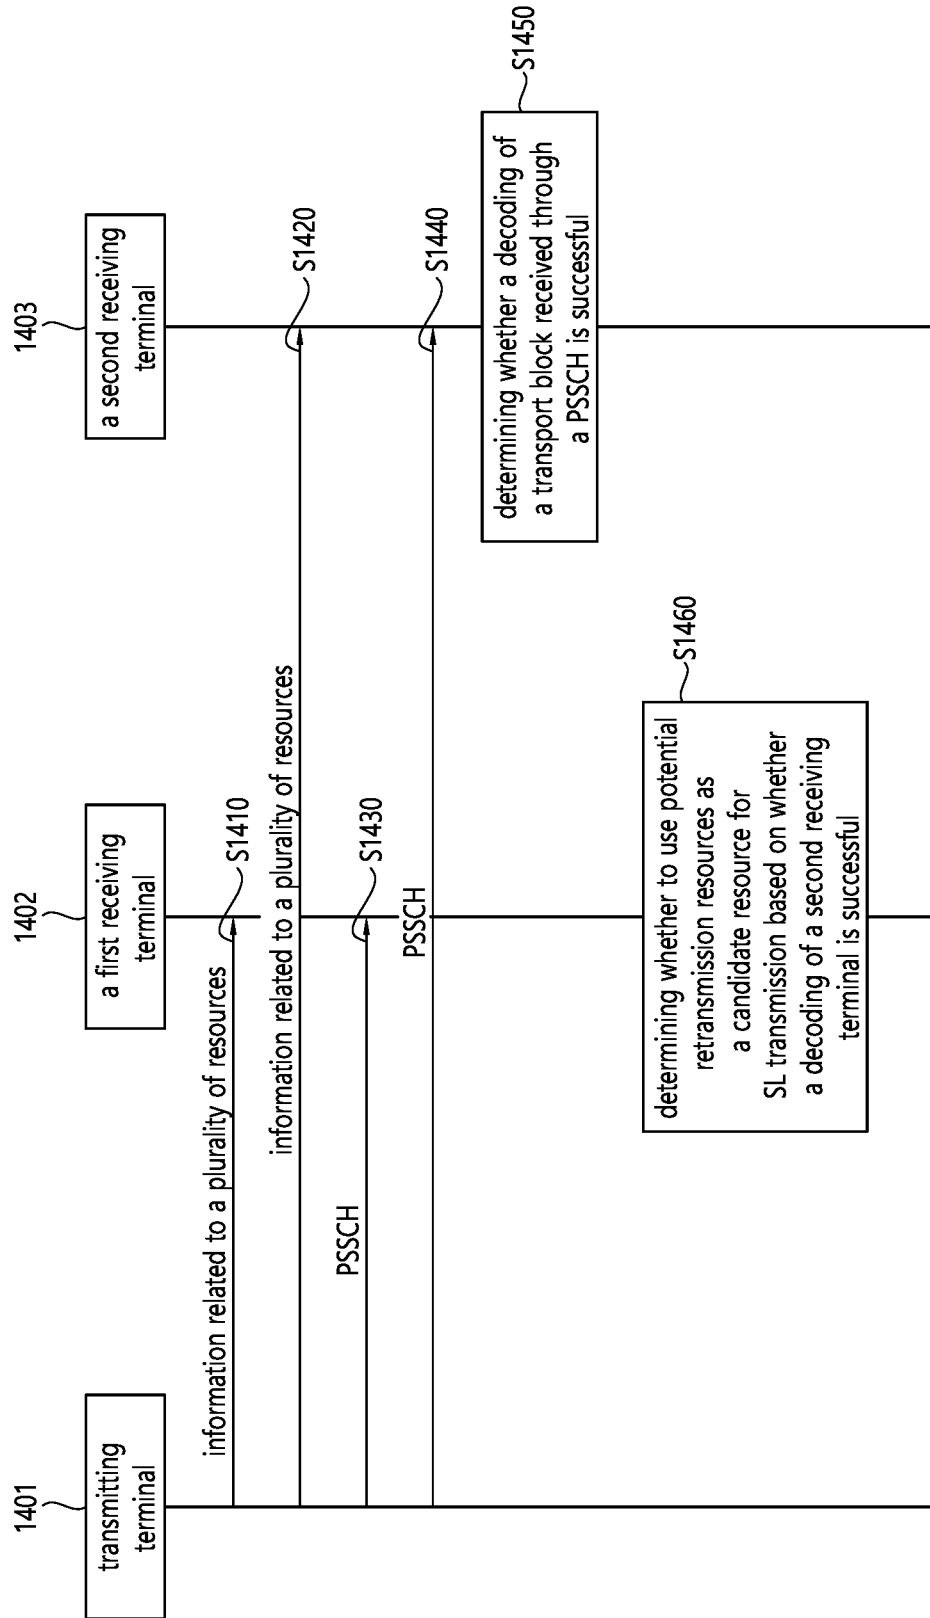 1401
transmitting
terminal
1402
a first receiving
terminal
1403
a second receiving
terminal
information related to a plurality of resources
S1410
information related to a plurality of resources
S1420
PSSCH
S1430
PSSCH
S1440
determining whether a decoding of
a transport block received through
a PSSCH is successful
S1450
determining whether to use potential
retransmission resources as
a candidate resource for
SL transmission based on whether
a decoding of a second receiving
terminal is successful
S1460